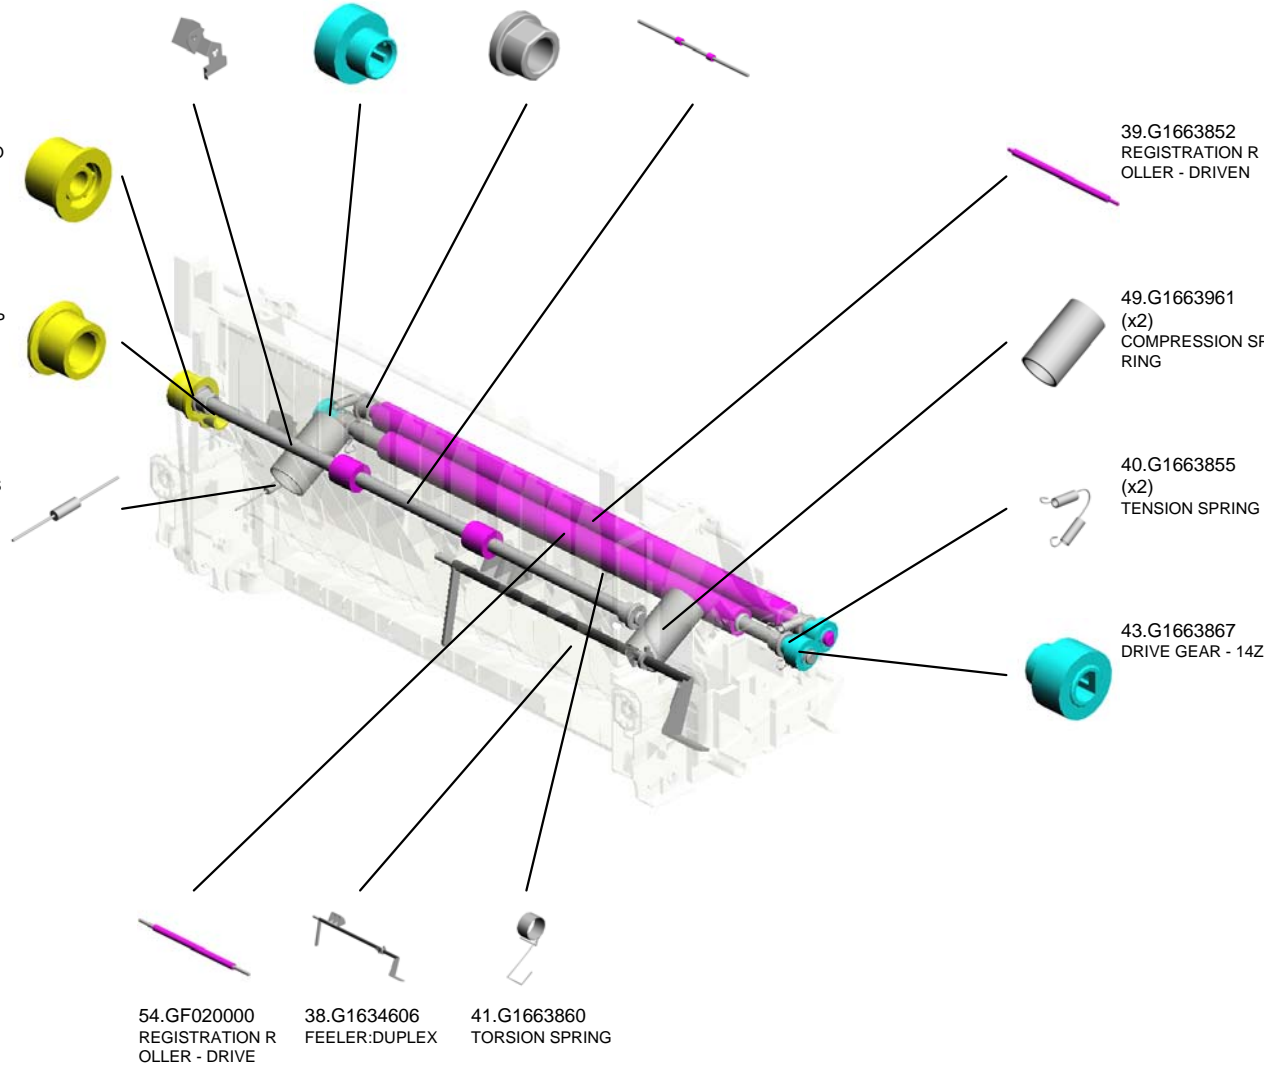 39.G1663852
REGISTRATION R
OLLER - DRIVEN
49.G1663961
(x2)
COMPRESSION SP
RING
40.G1663855
(x2)
TENSION SPRING
43.G1663867
DRIVE GEAR - 14Z
54.GF020000
REGISTRATION R
OLLER - DRIVE
38.G1634606
FEELER:DUPLEX
41.G1663860
TORSION SPRING